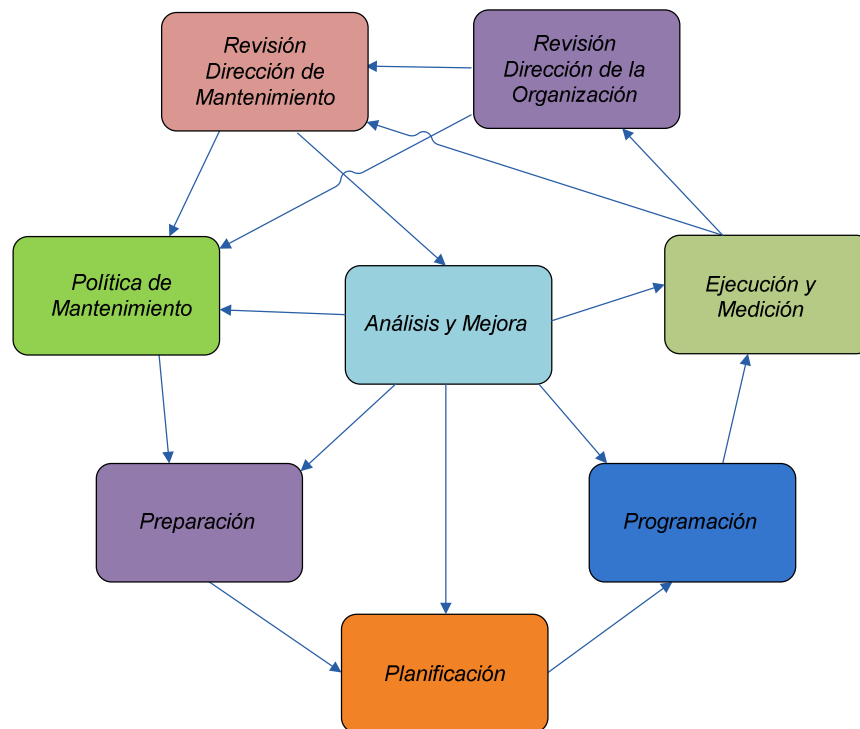 Revisión
Dirección de
Mantenimiento
Revisión
Dirección de la
Organización
Política de
Mantenimiento
Análisis y Mejora
Ejecución y
Medición
Preparación
Programación
Planificación